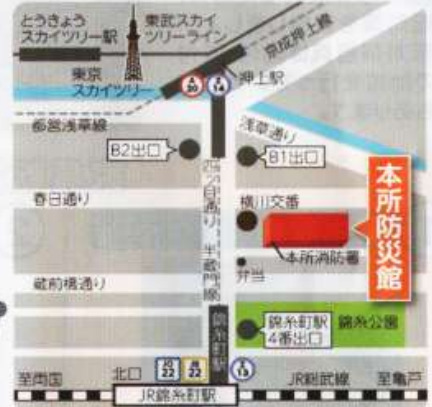 とうきょう
スカイツリー駅
東武スカイ
ツリーライン
京成押上線
東京
スカイツリー
A
20
Z
14
押上駅
都営浅草線
浅草通り
B2出口
B1出口
四ツ目通り
半蔵門線
春日通り
横川交番
本所防災館
本所消防署
弁当
蔵前橋通り
錦糸町駅
錦糸町駅
4番出口
錦糸公園
至両国
北口
JO
22
22
Z
13
JR総武線
至亀戸
JR錦糸町駅